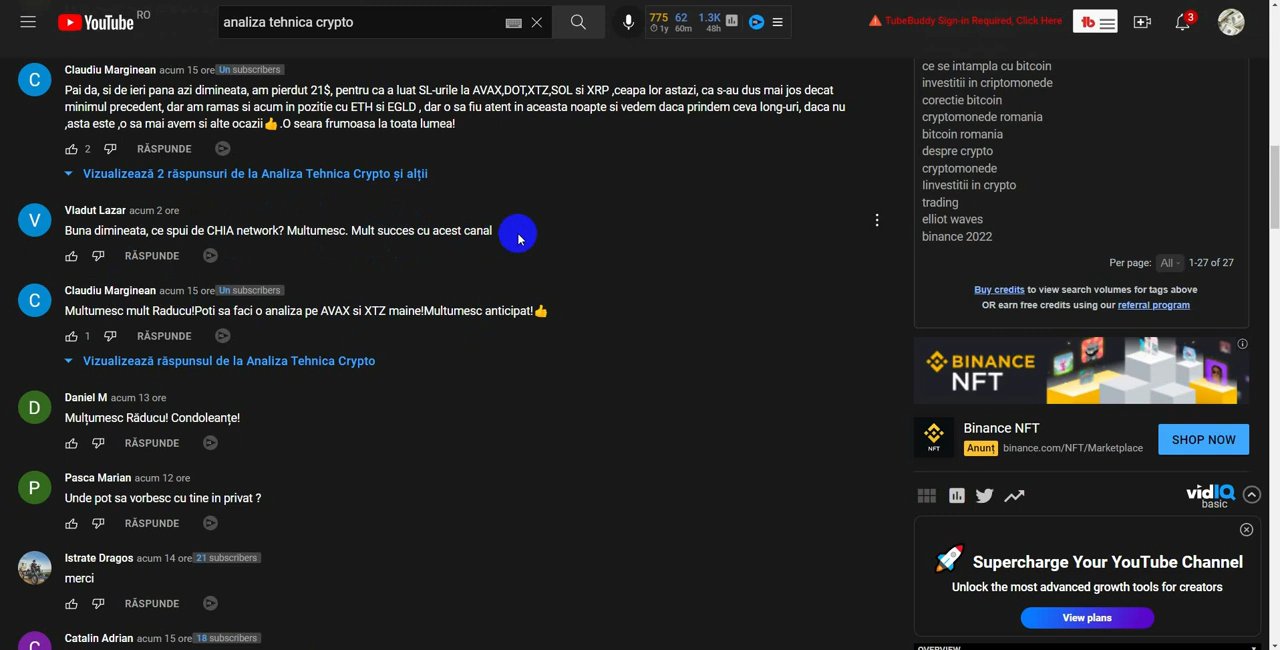 YouTube RO
analiza tehnica crypto
775 62 1.3K
1y 60m 48h
TubeBuddy Sign-in Required, Click Here
tb
3
C
Claudiu Marginean acum 15 ore Un subscribers
Pai da, si de ieri pana azi dimineata, am pierdut 21$, pentru ca a luat SL-urile la AVAX,DOT,XTZ,SOL si XRP ,ceapa lor astazi, ca s-au dus mai jos decat
minimul precedent, dar am ramas si acum in pozitie cu ETH si EGLD , dar o sa fiu atent in aceasta noapte si vedem daca prindem ceva long-uri, daca nu
,asta este ,o sa mai avem si alte ocazii👍.O seara frumoasa la toata lumea!
2 RĂSPUNDE
Vizualizează 2 răspunsuri de la Analiza Tehnica Crypto și alții
V
Vladut Lazar acum 2 ore
Buna dimineata, ce spui de CHIA network? Multumesc. Mult succes cu acest canal
RĂSPUNDE
C
Claudiu Marginean acum 15 ore Un subscribers
Multumesc mult Raducu!Poti sa faci o analiza pe AVAX si XTZ maine!Multumesc anticipat!👍
1 RĂSPUNDE
Vizualizează răspunsul de la Analiza Tehnica Crypto
D
Daniel M acum 13 ore
Mulțumesc Răducu! Condoleanțe!
RĂSPUNDE
P
Pasca Marian acum 12 ore
Unde pot sa vorbesc cu tine in privat ?
RĂSPUNDE
Istrate Dragos acum 14 ore 21 subscribers
merci
RĂSPUNDE
C
Catalin Adrian acum 15 ore 18 subscribers
ce se intampla cu bitcoin
investitii in criptomonede
corectie bitcoin
cryptomonede romania
bitcoin romania
despre crypto
cryptomonede
Iinvestitii in crypto
trading
elliot waves
binance 2022
Per page: All 1-27 of 27
Buy credits to view search volumes for tags above
OR earn free credits using our referral program
BINANCE
NFT
NFT
Binance NFT
Anunț binance.com/NFT/Marketplace
SHOP NOW
vidIQ
basic
Supercharge Your YouTube Channel
Unlock the most advanced growth tools for creators
View plans
OVERVIEW